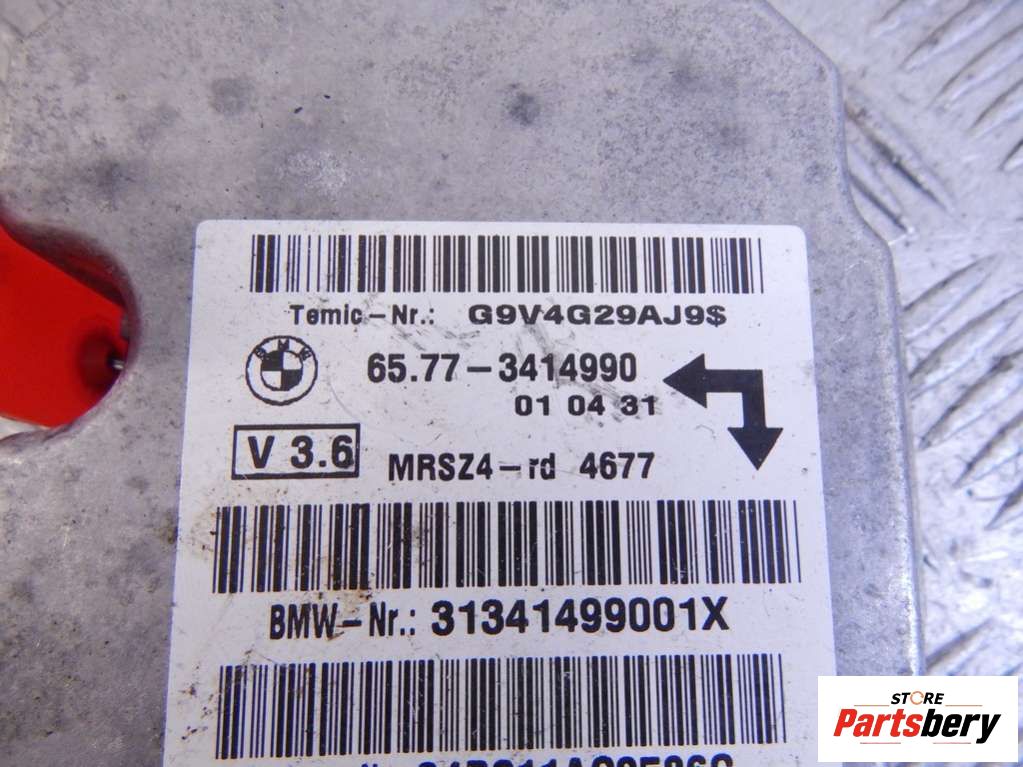 Temic-Nr.: G9V4G29AJ9$
BMW
65.77-3414990
01 04 31
V 3.6
MRSZ4-rd 4677
BMW-Nr.: 31341499001X
STORE
Partsbery